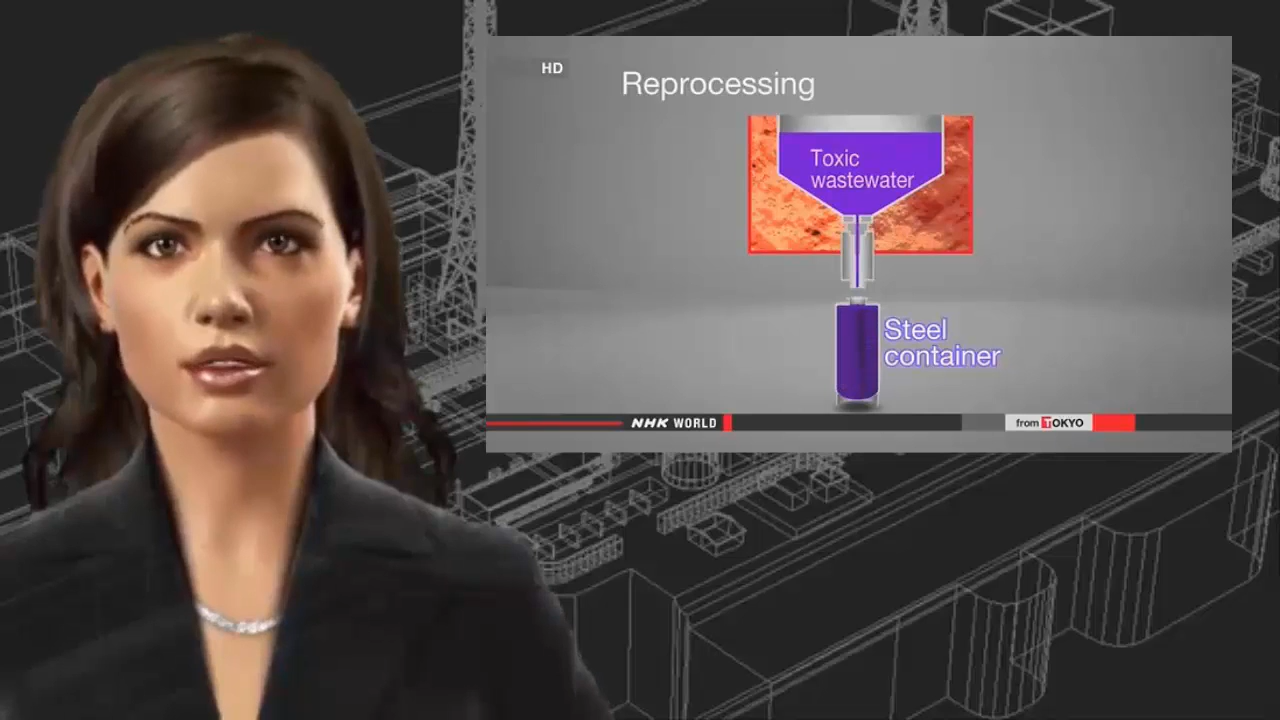 HD
Reprocessing
Toxic
wastewater
Steel
container
NHK WORLD
from TOKYO